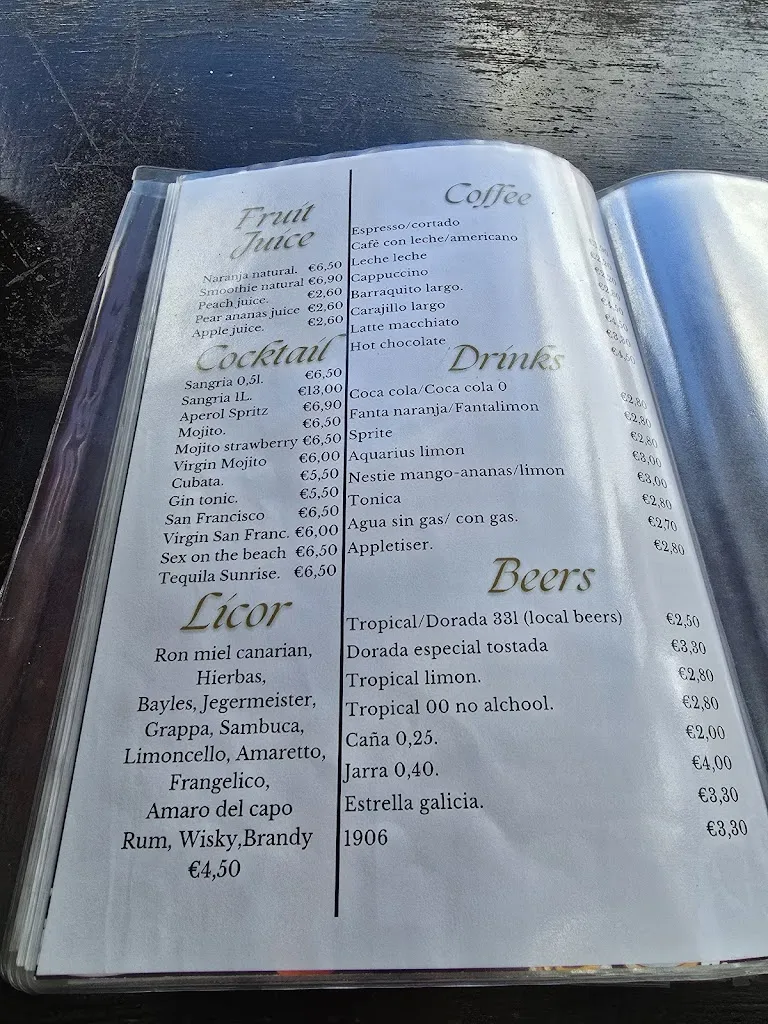 Fruit
Juice
Naranja natural. €6,50
Smoothie natural €6,90
Peach juice. €2,60
Pear ananas juice €2,60
Apple juice. €2,60
Cocktail
Sangria 0,5l. €6,50
Sangria 1L. €13,00
Aperol Spritz €6,90
Mojito. €6,50
Mojito strawberry €6,50
Virgin Mojito €6,00
Cubata. €5,50
Gin tonic. €5,50
San Francisco €6,50
Virgin San Franc. €6,00
Sex on the beach €6,50
Tequila Sunrise. €6,50
Licor
Ron miel canarian,
Hierbas,
Bayles, Jegermeister,
Grappa, Sambuca,
Limoncello, Amaretto,
Frangelico,
Amaro del capo
Rum, Wisky,Brandy
€4,50
Coffee
Espresso/cortado
Café con leche/americano
Leche leche
Cappuccino
Barraquito largo.
Carajillo largo
Latte macchiato
Hot chocolate
Drinks
Coca cola/Coca cola 0 €2,80
Fanta naranja/Fantalimon €2,80
Sprite €2,80
Aquarius limon €3,00
Nestie mango-ananas/limon €3,00
Tonica €2,80
Agua sin gas/ con gas. €2,70
Appletiser. €2,80
Beers
Tropical/Dorada 33l (local beers) €2,50
Dorada especial tostada €3,30
Tropical limon. €2,80
Tropical 00 no alchool. €2,80
Caña 0,25. €2,00
Jarra 0,40. €4,00
Estrella galicia. €3,30
1906 €3,30